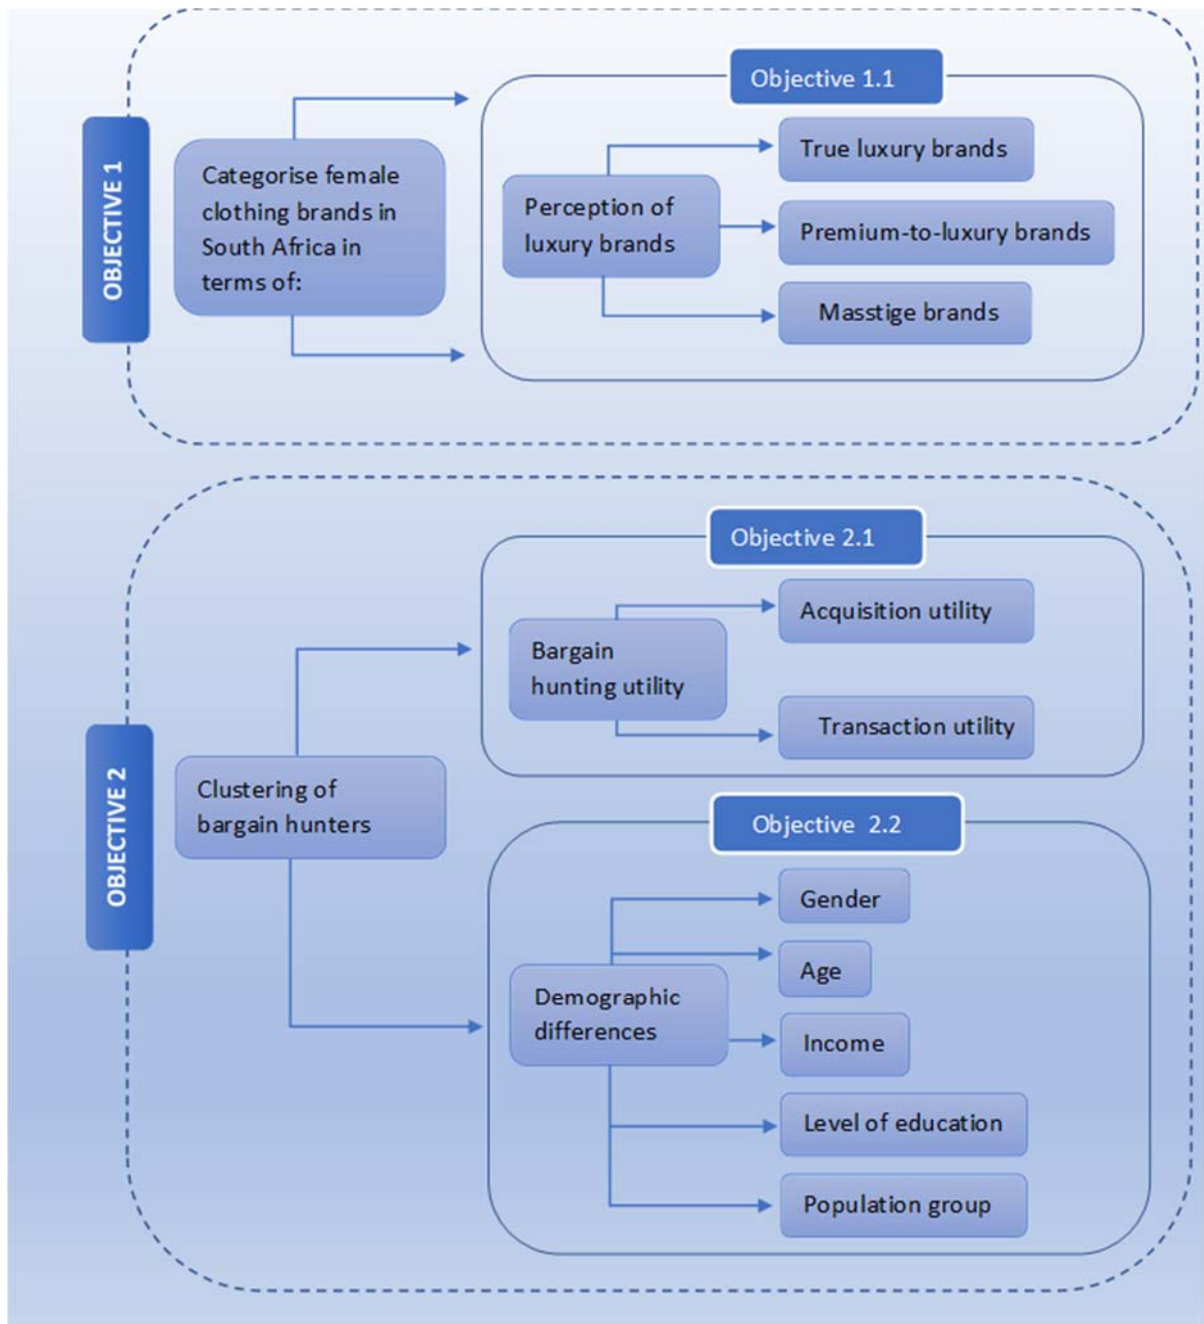 OBJECTIVE 1
Categorise female
clothing brands in
South Africa in
terms of:
Objective 1.1
Perception of
luxury brands
True luxury brands
Premium-to-luxury brands
Masstige brands
OBJECTIVE 2
Clustering of
bargain hunters
Objective 2.1
Bargain
hunting utility
Acquisition utility
Transaction utility
Objective 2.2
Demographic
differences
Gender
Age
Income
Level of education
Population group